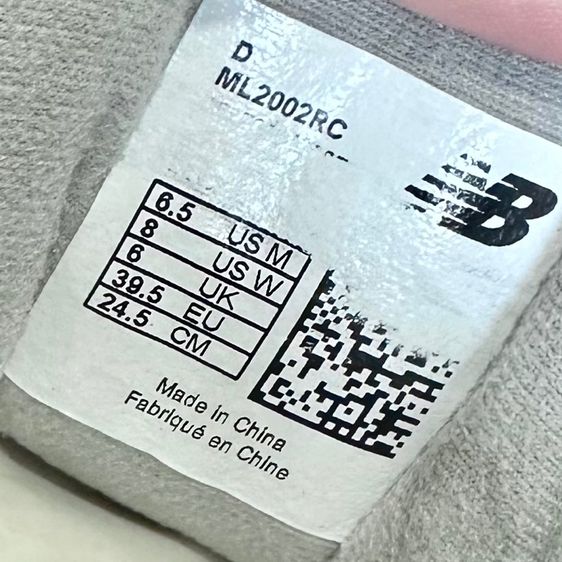 D
ML2002RC
6.5 US M
8 US W
6 UK
39.5 EU
24.5 CM
Made in China
Fabriqué en Chine
NB